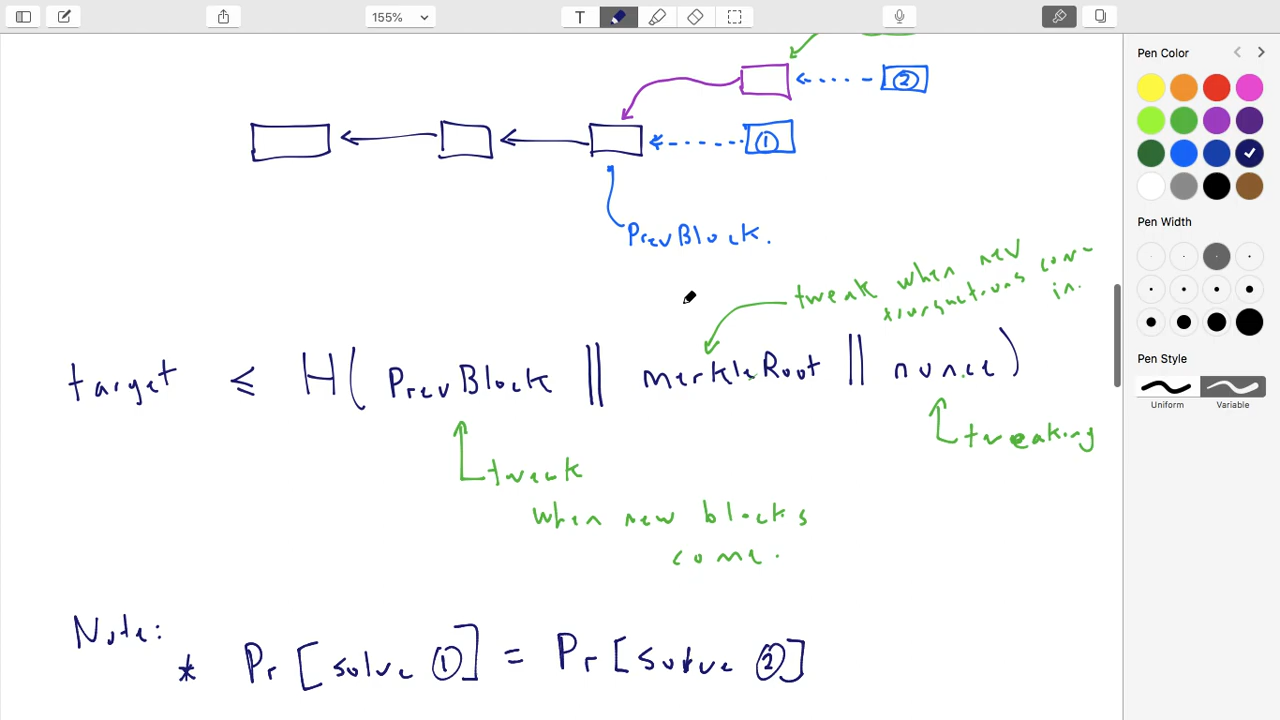 155%
T
Pen Color
②
①
PrevBlock.
tweak when new
transactions come
in.
target ≤ H( PrevBlock || merkleRoot || nonce )
tweak
tweaking
when new blocks
come.
Note:
* Pr [solve ①] = Pr [solve ②]
Pen Width
Pen Style
Uniform
Variable